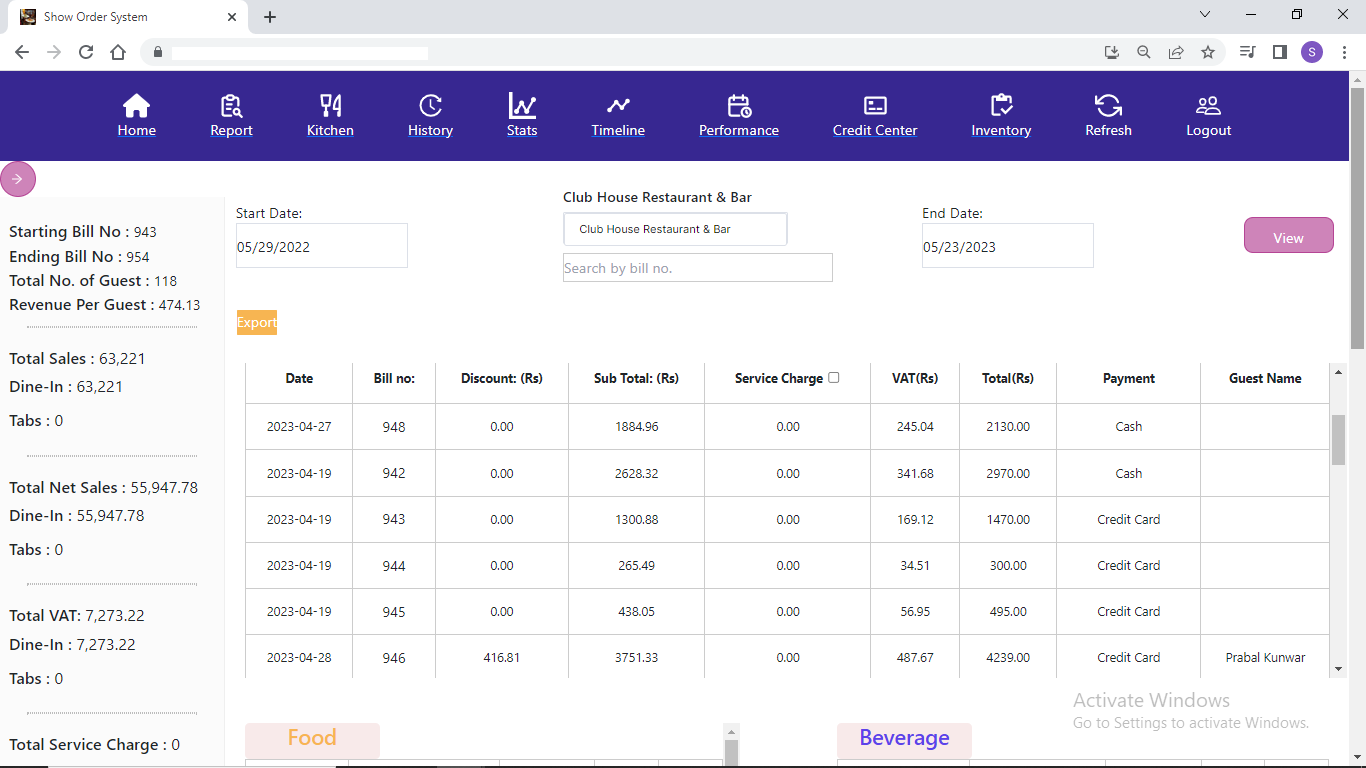 Show Order System
S
Home Report Kitchen History Stats Timeline Performance Credit Center Inventory Refresh Logout
Starting Bill No : 943
Ending Bill No : 954
Total No. of Guest : 118
Revenue Per Guest : 474.13
Total Sales : 63,221
Dine-In : 63,221
Tabs : 0
Total Net Sales : 55,947.78
Dine-In : 55,947.78
Tabs : 0
Total VAT: 7,273.22
Dine-In : 7,273.22
Tabs : 0
Total Service Charge : 0
Start Date:
05/29/2022
Club House Restaurant & Bar
Club House Restaurant & Bar
Search by bill no.
End Date:
05/23/2023
View
Export
Date Bill no: Discount: (Rs) Sub Total: (Rs) Service Charge VAT(Rs) Total(Rs) Payment Guest Name
2023-04-27 948 0.00 1884.96 0.00 245.04 2130.00 Cash
2023-04-19 942 0.00 2628.32 0.00 341.68 2970.00 Cash
2023-04-19 943 0.00 1300.88 0.00 169.12 1470.00 Credit Card
2023-04-19 944 0.00 265.49 0.00 34.51 300.00 Credit Card
2023-04-19 945 0.00 438.05 0.00 56.95 495.00 Credit Card
2023-04-28 946 416.81 3751.33 0.00 487.67 4239.00 Credit Card Prabal Kunwar
Activate Windows
Go to Settings to activate Windows.
Food
Beverage